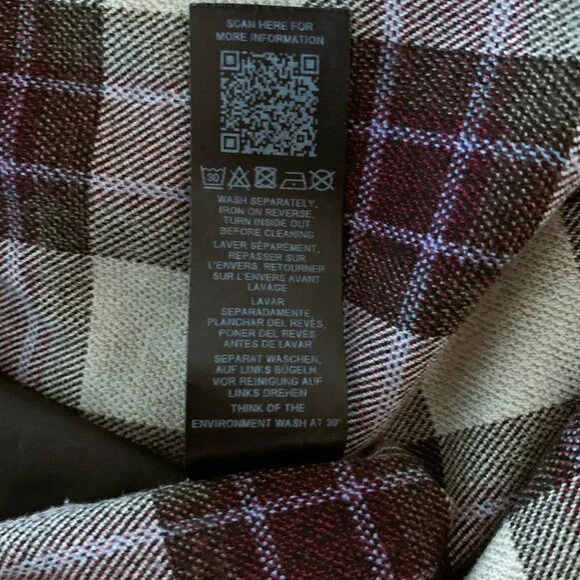 SCAN HERE FOR
MORE INFORMATION
30
WASH SEPARATELY,
IRON ON REVERSE,
TURN INSIDE OUT
BEFORE CLEANING
LAVER SÉPARÉMENT,
REPASSER SUR
L'ENVERS, RETOURNER
SUR L'ENVERS AVANT
LAVAGE
LAVAR
SEPARADAMENTE,
PLANCHAR DEL REVÉS,
PONER DEL REVÉS
ANTES DE LAVAR
SEPARAT WASCHEN,
AUF LINKS BÜGELN,
VOR REINIGUNG AUF
LINKS DREHEN
THINK OF THE
ENVIRONMENT WASH AT 30°